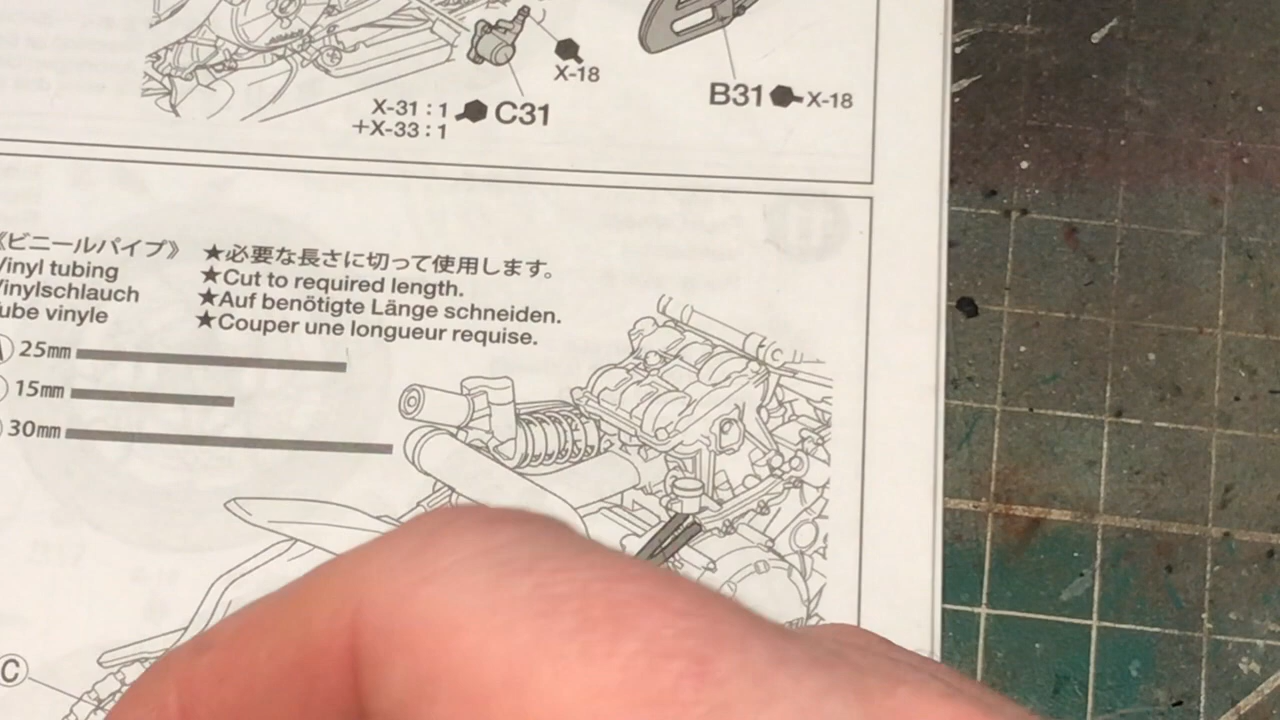 X-18
X-31 : 1 C31
+X-33 : 1
B31 X-18
《ビニールパイプ》
Vinyl tubing
Vinylschlauch
Tube vinyle
★必要な長さに切って使用します。
★Cut to required length.
★Auf benötigte Länge schneiden.
★Couper une longueur requise.
25mm
15mm
30mm
C